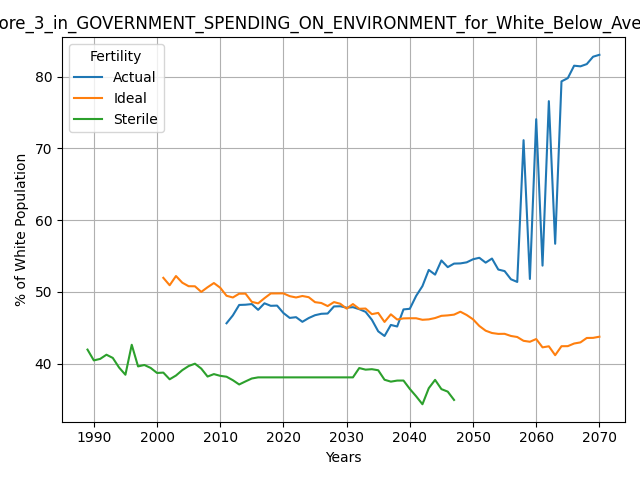 ore_3_in_GOVERNMENT_SPENDING_ON_ENVIRONMENT_for_White_Below_Ave
Fertility
Actual
Ideal
Sterile
% of White Population
80
70
60
50
40
1990 2000 2010 2020 2030 2040 2050 2060 2070
Years